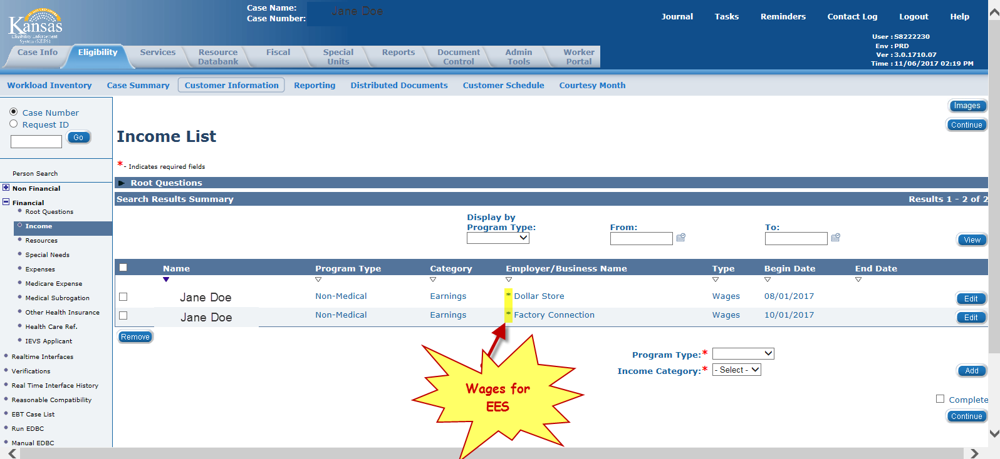 Kansas
Eligibility Enforcement
System (KEES)
Case Name: Jane Doe
Case Number:
Journal Tasks Reminders Contact Log Logout Help
User : S8222230
Env : PRD
Ver : 3.0.1710.07
Time : 11/06/2017 02:19 PM
Case Info Eligibility Services Resource Databank Fiscal Special Units Reports Document Control Admin Tools Worker Portal
Workload Inventory Case Summary Customer Information Reporting Distributed Documents Customer Schedule Courtesy Month
Case Number
Request ID
Go
Person Search
Non Financial
Financial
Root Questions
Income
Resources
Special Needs
Expenses
Medicare Expense
Medical Subrogation
Other Health Insurance
Health Care Ref.
IEVS Applicant
Realtime Interfaces
Verifications
Real Time Interface History
Reasonable Compatibility
EBT Case List
Run EDBC
Manual EDBC
Images
Continue
Income List
*- Indicates required fields
Root Questions
Search Results Summary Results 1 - 2 of 2
Display by
Program Type: From: To:
View
Name Program Type Category Employer/Business Name Type Begin Date End Date
Jane Doe Non-Medical Earnings * Dollar Store Wages 08/01/2017 Edit
Jane Doe Non-Medical Earnings * Factory Connection Wages 10/01/2017 Edit
Remove
Program Type:*
Income Category:* - Select - Add
Wages for
EES
Complete
Continue